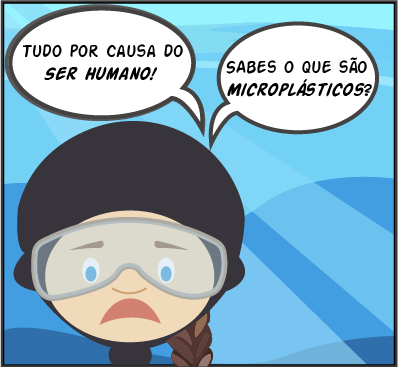 TUDO POR CAUSA DO
SER HUMANO!
SABES O QUE SÃO
MICROPLÁSTICOS?